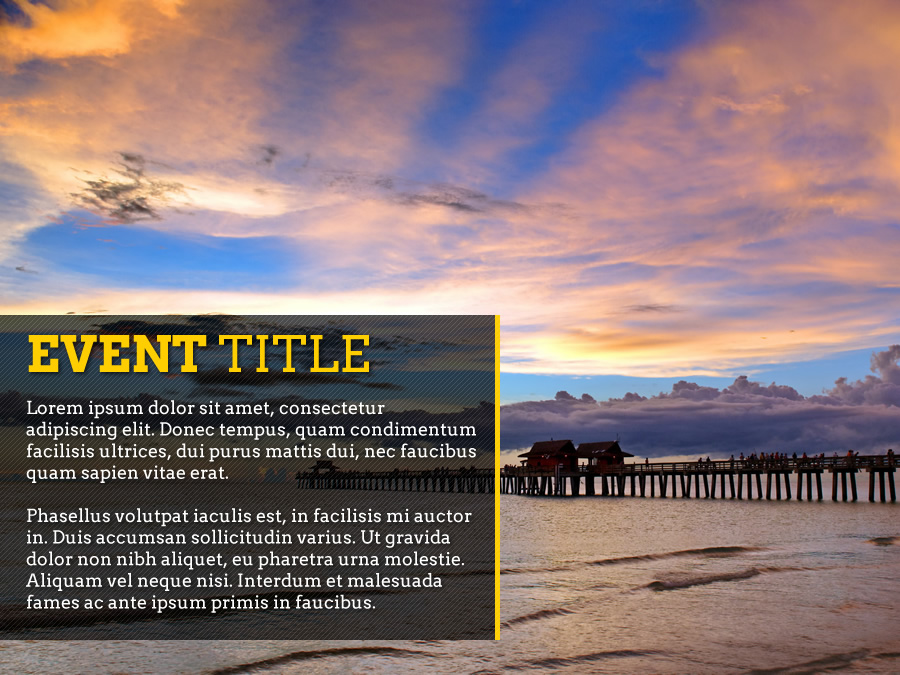 EVENT TITLE
Lorem ipsum dolor sit amet, consectetur
adipiscing elit. Donec tempus, quam condimentum
facilisis ultrices, dui purus mattis dui, nec faucibus
quam sapien vitae erat.
Phasellus volutpat iaculis est, in facilisis mi auctor
in. Duis accumsan sollicitudin varius. Ut gravida
dolor non nibh aliquet, eu pharetra urna molestie.
Aliquam vel neque nisi. Interdum et malesuada
fames ac ante ipsum primis in faucibus.